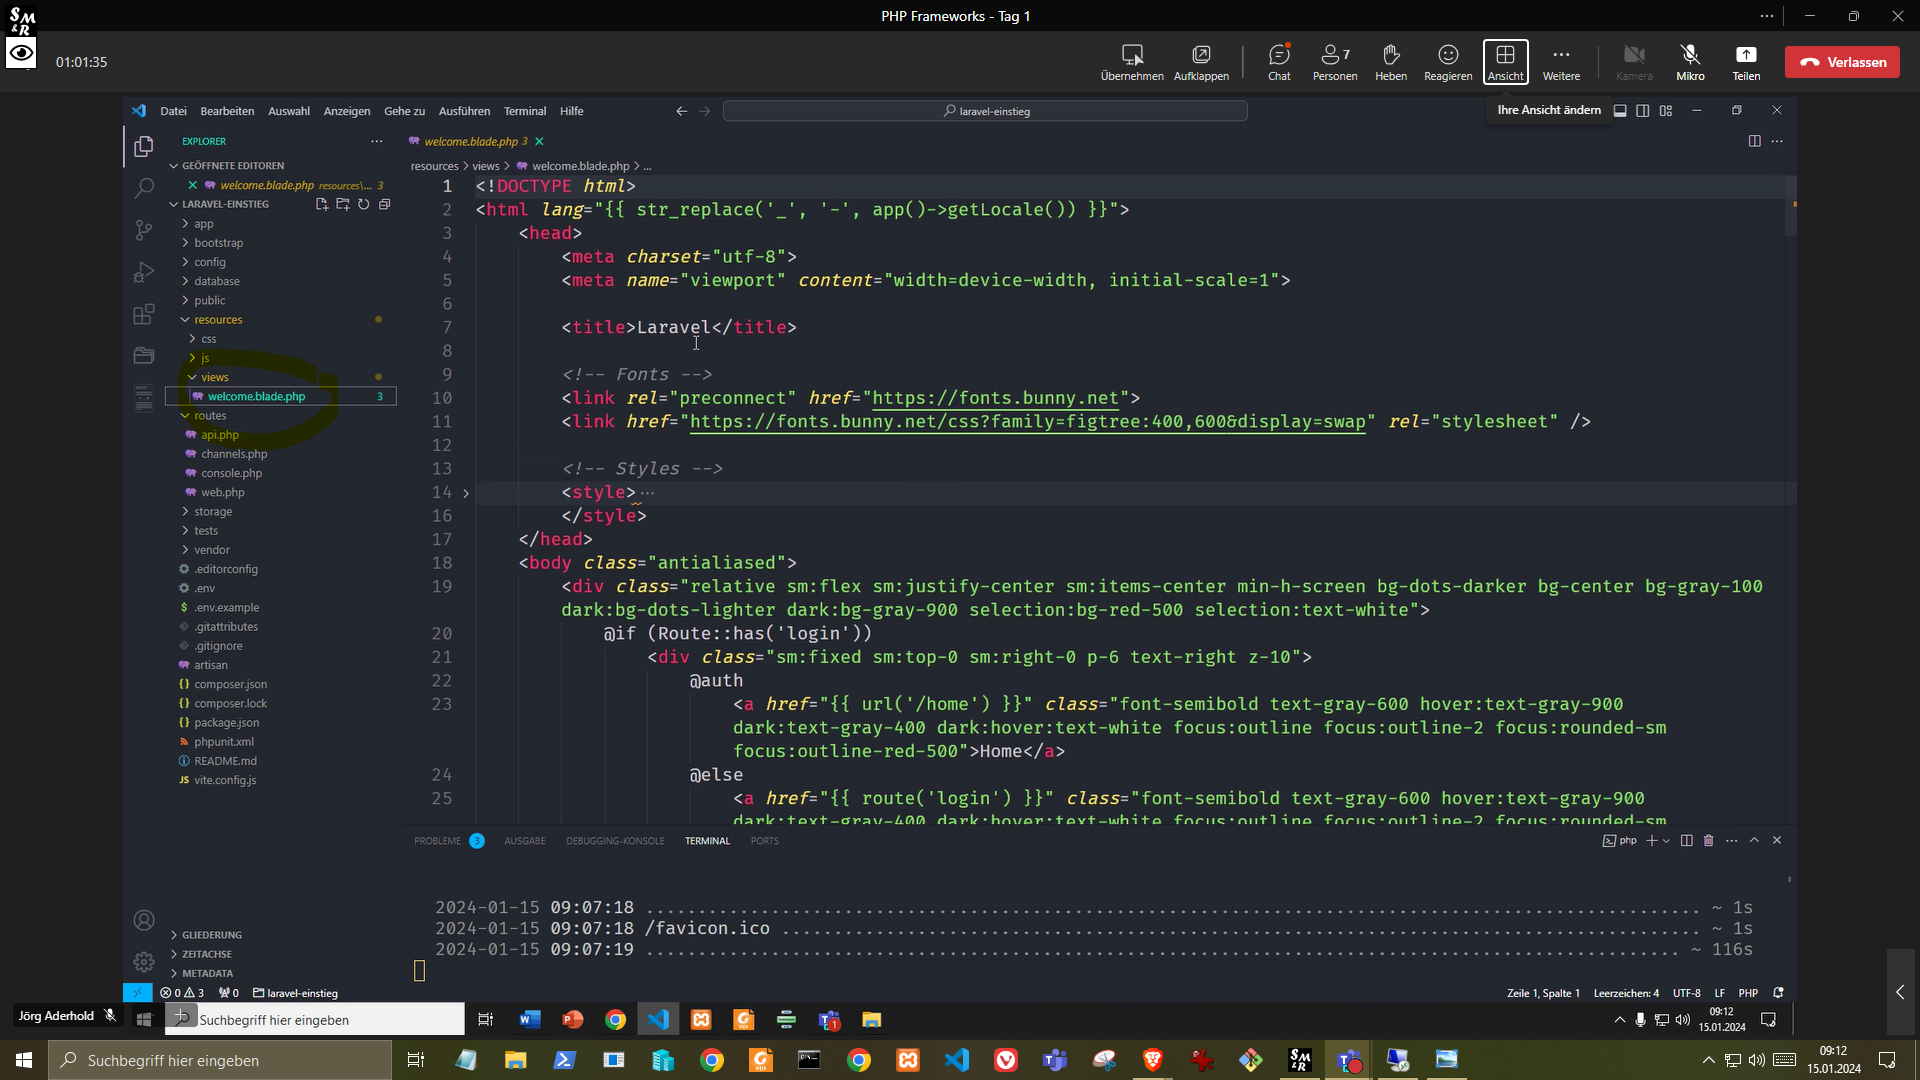 SM
&R
PHP Frameworks - Tag 1
01:01:35
Übernehmen
Aufklappen
Chat
7
Personen
Heben
Reagieren
Ansicht
Weitere
Kamera
Mikro
Teilen
Verlassen
Datei Bearbeiten Auswahl Anzeigen Gehe zu Ausführen Terminal Hilfe
laravel-einstieg
Ihre Ansicht ändern
EXPLORER
GEÖFFNETE EDITOREN
welcome.blade.php resources\... 3
LARAVEL-EINSTIEG
app
bootstrap
config
database
public
resources
css
js
views
welcome.blade.php 3
routes
api.php
channels.php
console.php
web.php
storage
tests
vendor
.editorconfig
.env
.env.example
.gitattributes
.gitignore
artisan
composer.json
composer.lock
package.json
phpunit.xml
README.md
vite.config.js
GLIEDERUNG
ZEITACHSE
METADATA
welcome.blade.php 3
resources > views > welcome.blade.php > ...
1 <!DOCTYPE html>
2 <html lang="{{ str_replace('_', '-', app()->getLocale()) }}">
3 <head>
4 <meta charset="utf-8">
5 <meta name="viewport" content="width=device-width, initial-scale=1">
6
7 <title>Laravel</title>
8
9 <!-- Fonts -->
10 <link rel="preconnect" href="https://fonts.bunny.net">
11 <link href="https://fonts.bunny.net/css?family=figtree:400,600&display=swap" rel="stylesheet" />
12
13 <!-- Styles -->
14 <style>···
16 </style>
17 </head>
18 <body class="antialiased">
19 <div class="relative sm:flex sm:justify-center sm:items-center min-h-screen bg-dots-darker bg-center bg-gray-100
dark:bg-dots-lighter dark:bg-gray-900 selection:bg-red-500 selection:text-white">
20 @if (Route::has('login'))
21 <div class="sm:fixed sm:top-0 sm:right-0 p-6 text-right z-10">
22 @auth
23 <a href="{{ url('/home') }}" class="font-semibold text-gray-600 hover:text-gray-900
dark:text-gray-400 dark:hover:text-white focus:outline focus:outline-2 focus:rounded-sm
focus:outline-red-500">Home</a>
24 @else
25 <a href="{{ route('login') }}" class="font-semibold text-gray-600 hover:text-gray-900
dark:text-gray-400 dark:hover:text-white focus:outline focus:outline-2 focus:rounded-sm
PROBLEME 3 AUSGABE DEBUGGING-KONSOLE TERMINAL PORTS
php
2024-01-15 09:07:18 ........ ~ 1s
2024-01-15 09:07:18 /favicon.ico ........ ~ 1s
2024-01-15 09:07:19 ........ ~ 116s
0 3 0 laravel-einstieg
Zeile 1, Spalte 1 Leerzeichen: 4 UTF-8 LF PHP
Jörg Aderhold
Suchbegriff hier eingeben
09:12
15.01.2024
Suchbegriff hier eingeben
09:12
15.01.2024